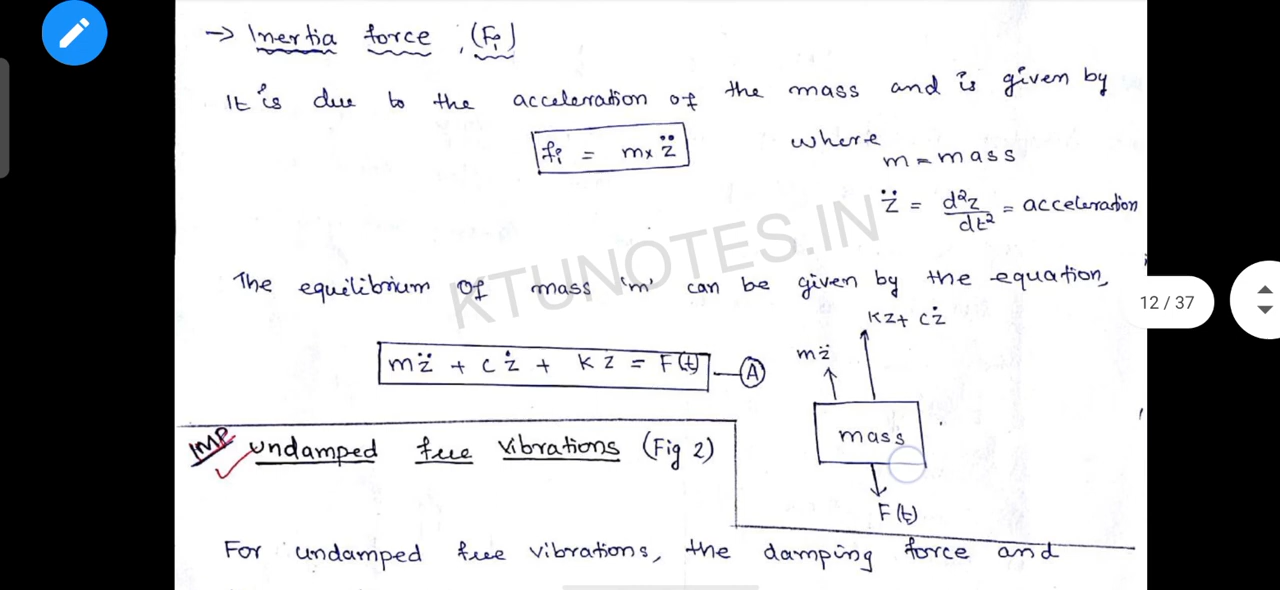 → Inertia force, (Fi)
It is due to the acceleration of the mass and is given by
fi = m x z̈
where
m = mass
z̈ = d²z/dt² = acceleration
KTUNOTES.IN
The equilibrium of mass 'm' can be given by the equation,
12 / 37
kz + cż
mz̈
mz̈ + cż + kz = F(t) — Ⓐ
mass
F(t)
IMP
undamped free vibrations (Fig 2)
For undamped free vibrations, the damping force and